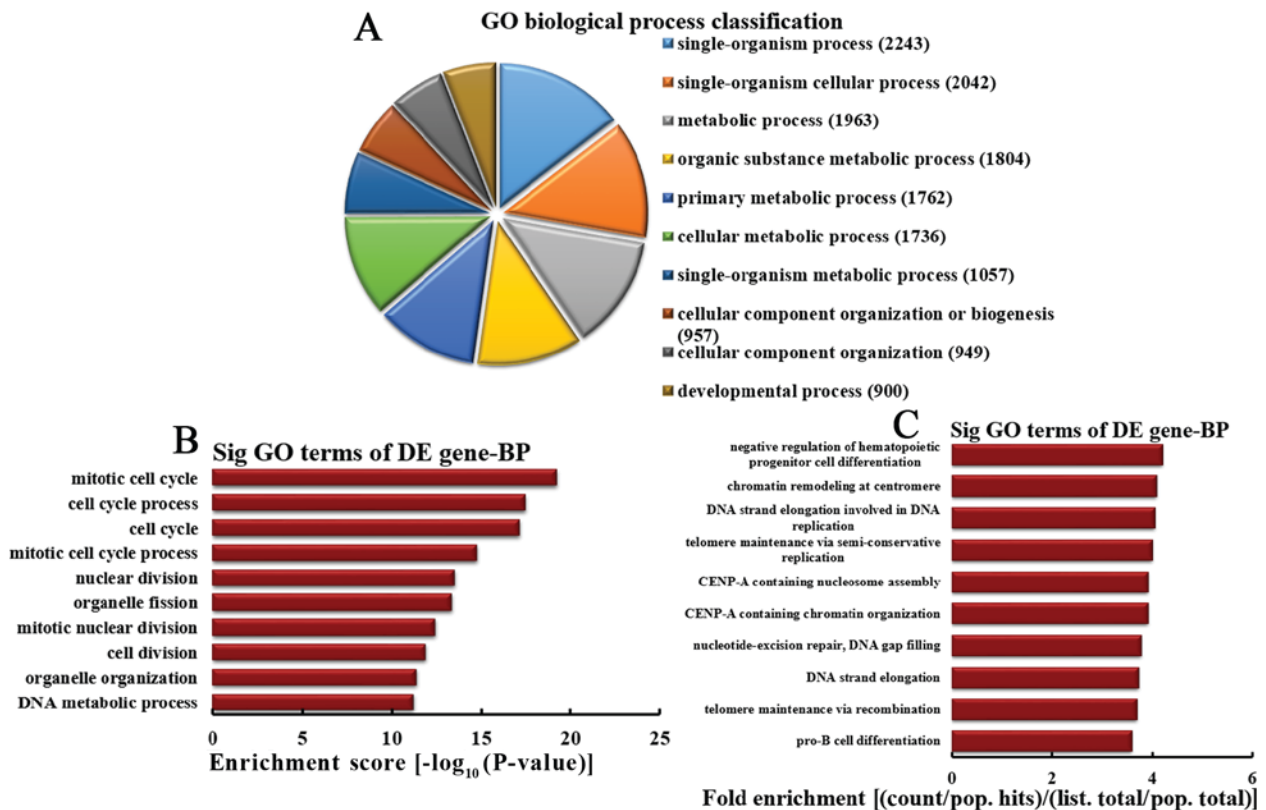 A
GO biological process classification
single-organism process (2243)
single-organism cellular process (2042)
metabolic process (1963)
organic substance metabolic process (1804)
primary metabolic process (1762)
cellular metabolic process (1736)
single-organism metabolic process (1057)
cellular component organization or biogenesis
(957)
cellular component organization (949)
developmental process (900)
B
Sig GO terms of DE gene-BP
mitotic cell cycle
cell cycle process
cell cycle
mitotic cell cycle process
nuclear division
organelle fission
mitotic nuclear division
cell division
organelle organization
DNA metabolic process
0 5 10 15 20 25
Enrichment score [-log10 (P-value)]
C
Sig GO terms of DE gene-BP
negative regulation of hematopoietic
progenitor cell differentiation
chromatin remodeling at centromere
DNA strand elongation involved in DNA
replication
telomere maintenance via semi-conservative
replication
CENP-A containing nucleosome assembly
CENP-A containing chromatin organization
nucleotide-excision repair, DNA gap filling
DNA strand elongation
telomere maintenance via recombination
pro-B cell differentiation
0 2 4 6
Fold enrichment [(count/pop. hits)/(list. total/pop. total)]